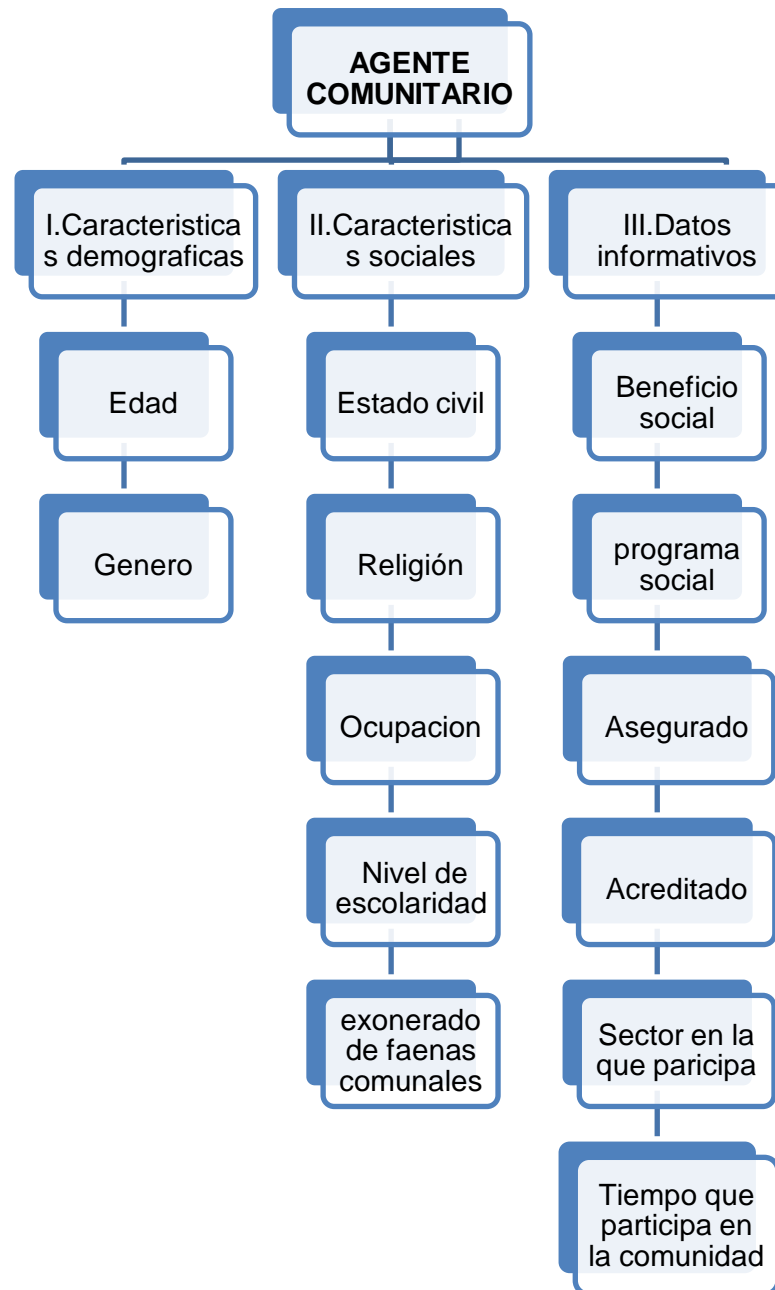 AGENTE
COMUNITARIO
I.Caracteristica
s demograficas
Edad
Genero
II.Caracteristica
s sociales
Estado civil
Religión
Ocupacion
Nivel de
escolaridad
exonerado
de faenas
comunales
III.Datos
informativos
Beneficio
social
programa
social
Asegurado
Acreditado
Sector en la
que paricipa
Tiempo que
participa en
la comunidad